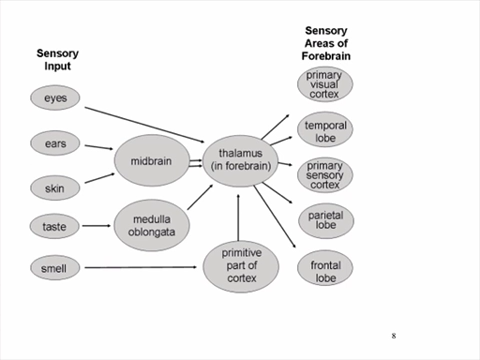 Sensory
Input
Sensory
Areas of
Forebrain
eyes
ears
skin
taste
smell
midbrain
medulla
oblongata
thalamus
(in forebrain)
primitive
part of
cortex
primary
visual
cortex
temporal
lobe
primary
sensory
cortex
parietal
lobe
frontal
lobe
8